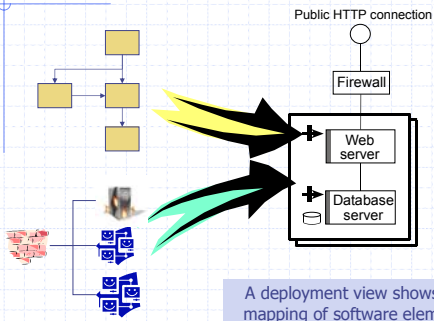 Public HTTP connection
Firewall
Web
server
Database
server
A deployment view shows
mapping of software elem